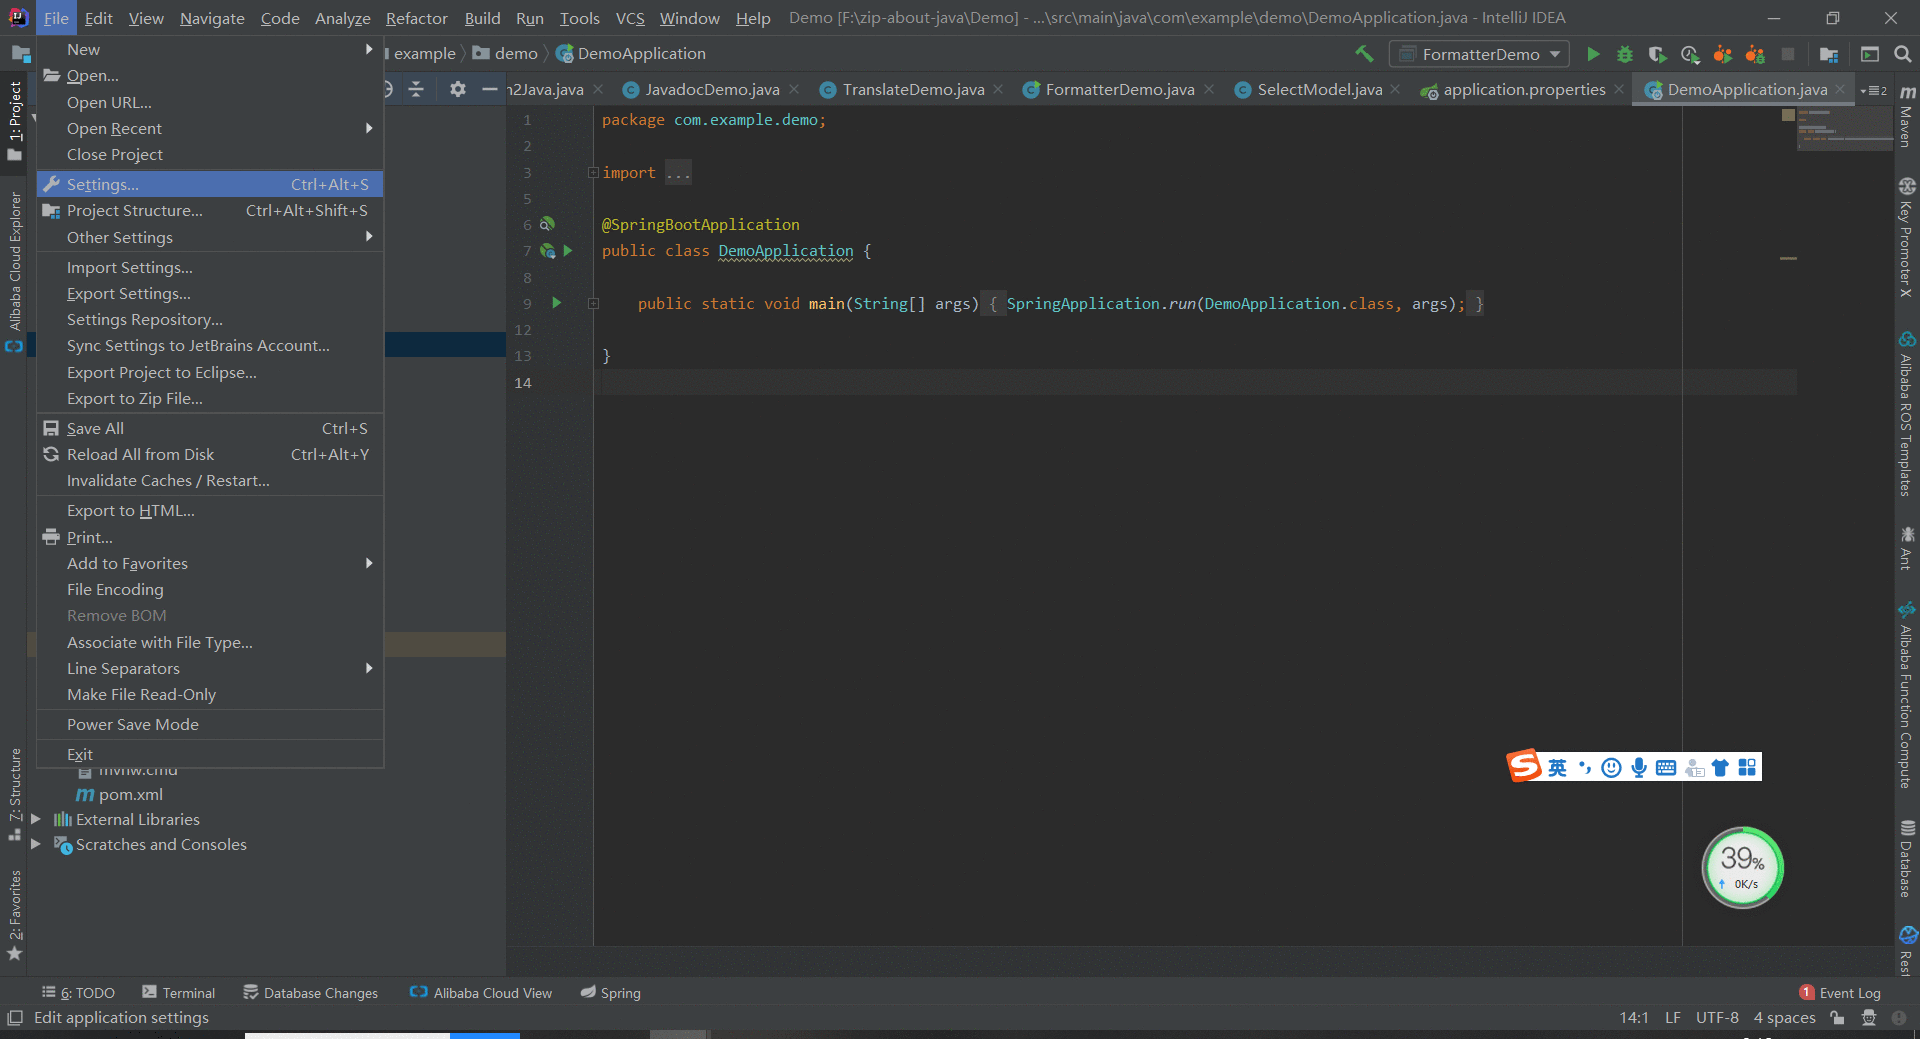 File Edit View Navigate Code Analyze Refactor Build Run Tools VCS Window Help Demo [F:\zip-about-java\Demo] - ...\src\main\java\com\example\demo\DemoApplication.java - IntelliJ IDEA
example demo DemoApplication FormatterDemo
n2Java.java JavadocDemo.java TranslateDemo.java FormatterDemo.java SelectModel.java application.properties DemoApplication.java 2
New
Open...
Open URL...
Open Recent
Close Project
Settings... Ctrl+Alt+S
Project Structure... Ctrl+Alt+Shift+S
Other Settings
Import Settings...
Export Settings...
Settings Repository...
Sync Settings to JetBrains Account...
Export Project to Eclipse...
Export to Zip File...
Save All Ctrl+S
Reload All from Disk Ctrl+Alt+Y
Invalidate Caches / Restart...
Export to HTML...
Print...
Add to Favorites
File Encoding
Remove BOM
Associate with File Type...
Line Separators
Make File Read-Only
Power Save Mode
Exit
mvnw.cmd
pom.xml
External Libraries
Scratches and Consoles
1: Project
Alibaba Cloud Explorer
7: Structure
2: Favorites
1 package com.example.demo;
2
3 import ...
5
6 @SpringBootApplication
7 public class DemoApplication {
8
9 public static void main(String[] args) { SpringApplication.run(DemoApplication.class, args); }
12
13 }
14
Maven
Key Promoter X
Alibaba ROS Templates
Ant
Alibaba Function Compute
Database
Rest
英
39%
0K/s
6: TODO Terminal Database Changes Alibaba Cloud View Spring 1 Event Log
Edit application settings 14:1 LF UTF-8 4 spaces